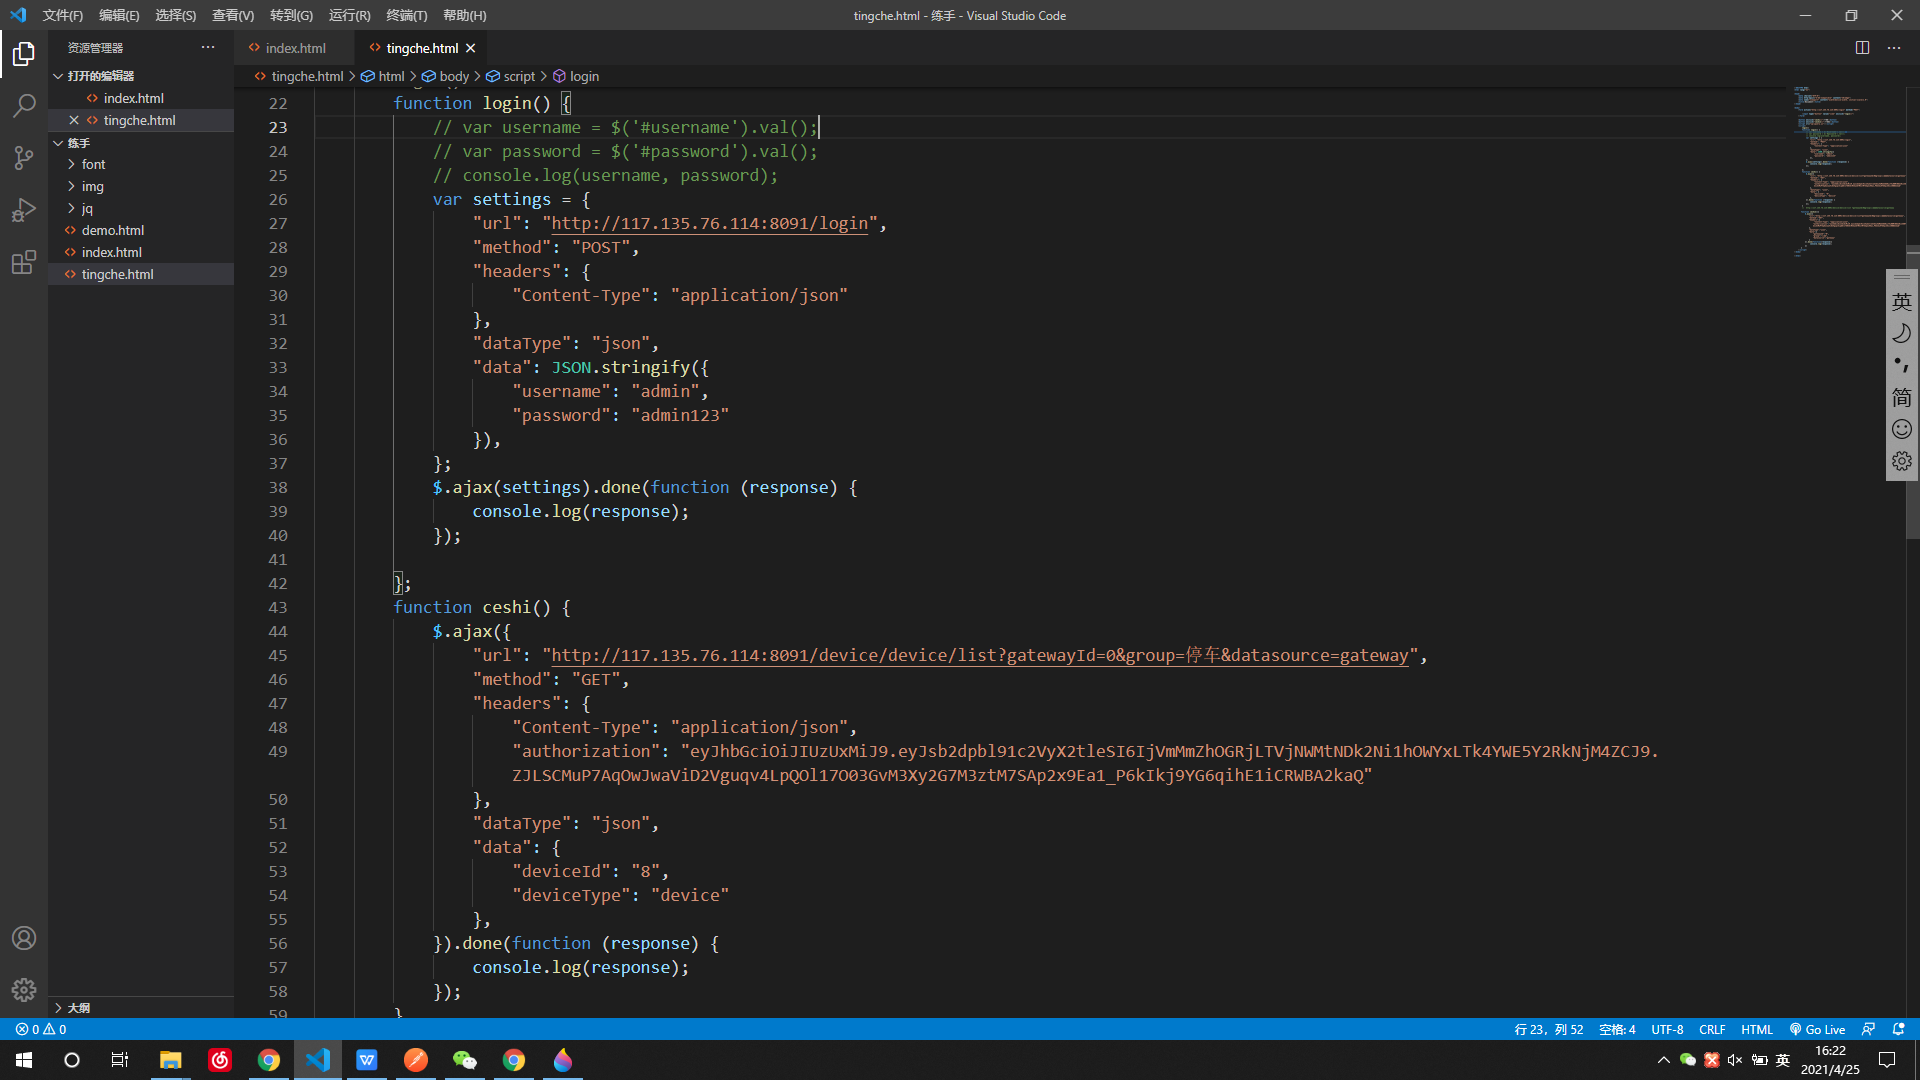 文件(F) 编辑(E) 选择(S) 查看(V) 转到(G) 运行(R) 终端(T) 帮助(H) tingche.html - 练手 - Visual Studio Code
资源管理器 ··· index.html tingche.html
打开的编辑器
index.html
tingche.html
练手
font
img
jq
demo.html
index.html
tingche.html
大纲
tingche.html > html > body > script > login
22 function login() {
23 // var username = $('#username').val();
24 // var password = $('#password').val();
25 // console.log(username, password);
26 var settings = {
27 "url": "http://117.135.76.114:8091/login",
28 "method": "POST",
29 "headers": {
30 "Content-Type": "application/json"
31 },
32 "dataType": "json",
33 "data": JSON.stringify({
34 "username": "admin",
35 "password": "admin123"
36 }),
37 };
38 $.ajax(settings).done(function (response) {
39 console.log(response);
40 });
41
42 };
43 function ceshi() {
44 $.ajax({
45 "url": "http://117.135.76.114:8091/device/device/list?gatewayId=0&group=停车&datasource=gateway",
46 "method": "GET",
47 "headers": {
48 "Content-Type": "application/json",
49 "authorization": "eyJhbGciOiJIUzUxMiJ9.eyJsb2dpbl91c2VyX2tleSI6IjVmMmZhOGRjLTVjNWMtNDk2Ni1hOWYxLTk4YWE5Y2RkNjM4ZCJ9.
ZJLSCMuP7AqOwJwaViD2Vguqv4LpQOl17O03GvM3Xy2G7M3ztM7SAp2x9Ea1_P6kIkj9YG6qihE1iCRWBA2kaQ"
50 },
51 "dataType": "json",
52 "data": {
53 "deviceId": "8",
54 "deviceType": "device"
55 },
56 }).done(function (response) {
57 console.log(response);
58 });
59 }
英
简
0 0 行 23，列 52 空格: 4 UTF-8 CRLF HTML Go Live
英 16:22
2021/4/25